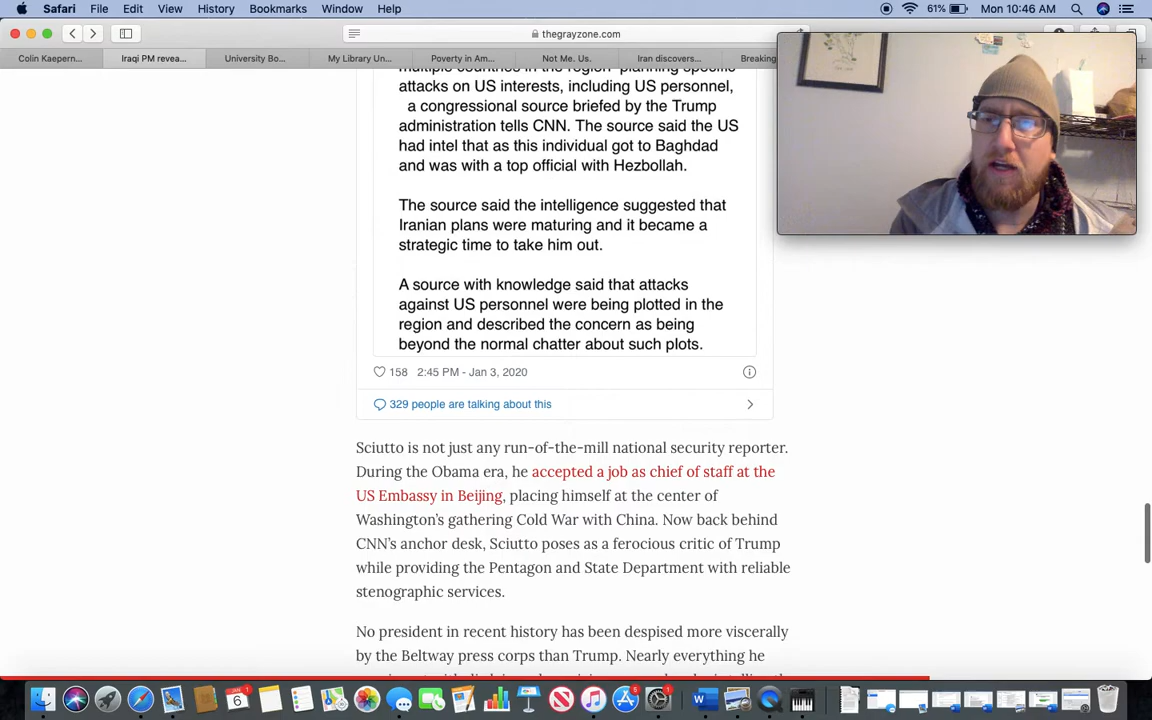 Safari File Edit View History Bookmarks Window Help 61% Mon 10:46 AM
thegrayzone.com
Colin Kaepern... Iraqi PM revea... University Bo... My Library Un... Poverty in Am... Not Me. Us. Iran discovers... Breaking
multiple countries in the region planning specific
attacks on US interests, including US personnel,
a congressional source briefed by the Trump
administration tells CNN. The source said the US
had intel that as this individual got to Baghdad
and was with a top official with Hezbollah.
The source said the intelligence suggested that
Iranian plans were maturing and it became a
strategic time to take him out.
A source with knowledge said that attacks
against US personnel were being plotted in the
region and described the concern as being
beyond the normal chatter about such plots.
158 2:45 PM - Jan 3, 2020
329 people are talking about this
Sciutto is not just any run-of-the-mill national security reporter.
During the Obama era, he accepted a job as chief of staff at the
US Embassy in Beijing, placing himself at the center of
Washington's gathering Cold War with China. Now back behind
CNN's anchor desk, Sciutto poses as a ferocious critic of Trump
while providing the Pentagon and State Department with reliable
stenographic services.
No president in recent history has been despised more viscerally
by the Beltway press corps than Trump. Nearly everything he